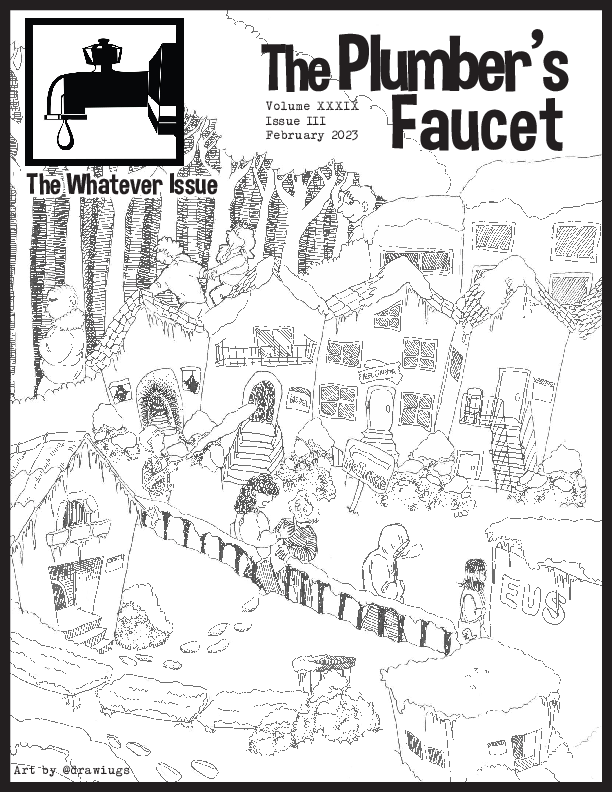 The Plumber's
Faucet
Volume XXXIX
Issue III
February 2023
The Whatever Issue
EUS
Art by @drawiugs